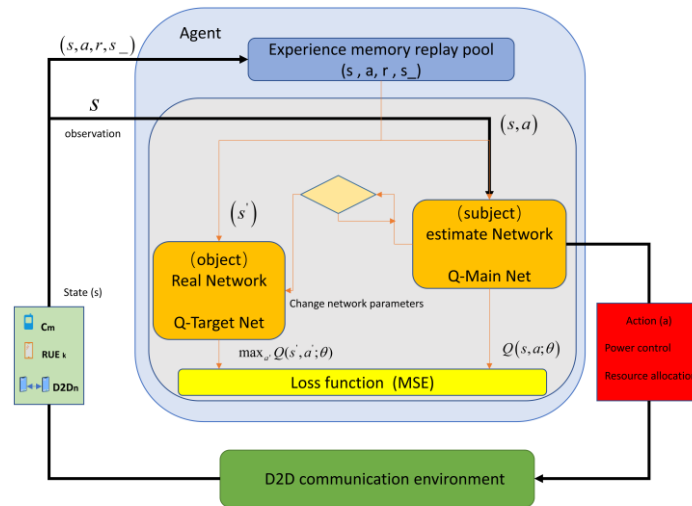 Agent
(s,a,r,s_)
Experience memory replay pool
(s , a, r , s_)
s
observation
(s,a)
(s')
(subject)
estimate Network
Q-Main Net
(object)
Real Network
Q-Target Net
Change network parameters
State (s)
Cm
RUE k
D2Dn
Action (a)
Power control
Resource allocation
max a' Q(s',a';θ)
Q(s,a;θ)
Loss function (MSE)
D2D communication environment